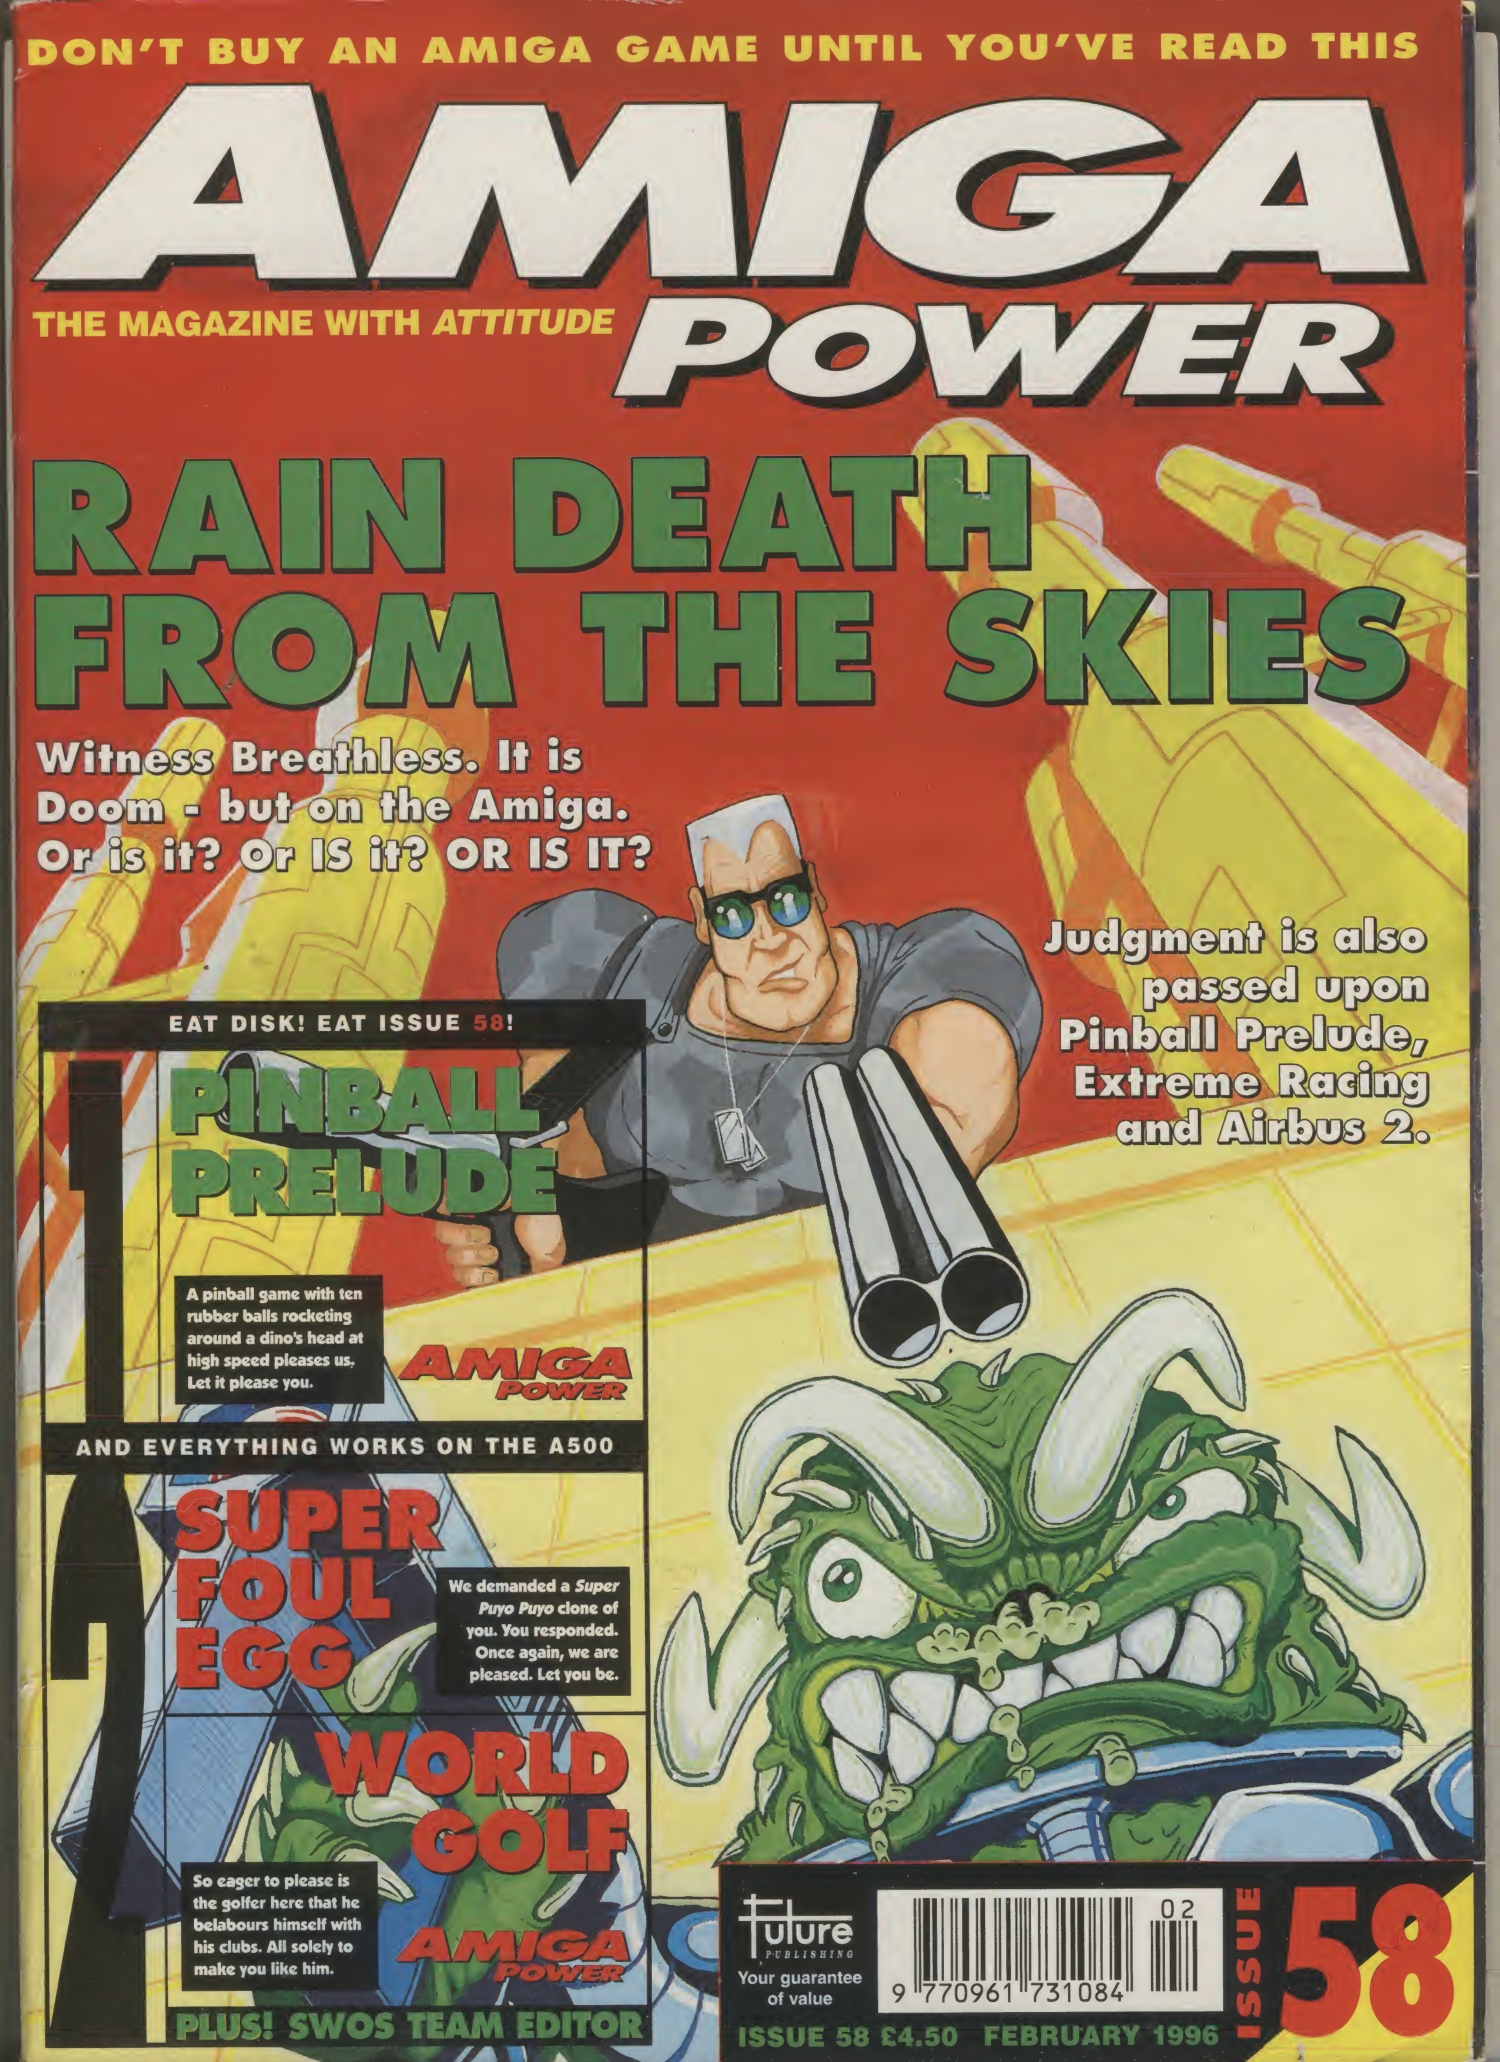 DON'T BUY AN AMIGA GAME UNTIL YOU'VE READ THIS
AMIGA
POWER
THE MAGAZINE WITH ATTITUDE
RAIN DEATH
FROM THE SKIES
Witness Breathless. It is
Doom - but on the Amiga.
Or is it? Or IS it? OR IS IT?
Judgment is also
passed upon
Pinball Prelude,
Extreme Racing
and Airbus 2.
EAT DISK! EAT ISSUE 58!
1
PINBALL
PRELUDE
A pinball game with ten
rubber balls rocketing
around a dino's head at
high speed pleases us.
Let it please you.
AMIGA
POWER
AND EVERYTHING WORKS ON THE A500
2
SUPER
FOUL
EGG
We demanded a Super
Puyo Puyo clone of
you. You responded.
Once again, we are
pleased. Let you be.
WORLD
GOLF
So eager to please is
the golfer here that he
belabours himself with
his clubs. All solely to
make you like him.
AMIGA
POWER
PLUS! SWOS TEAM EDITOR
Future
PUBLISHING
Your guarantee
of value
02
9 770961 731084
ISSUE 58 £4.50 FEBRUARY 1996
ISSUE
58